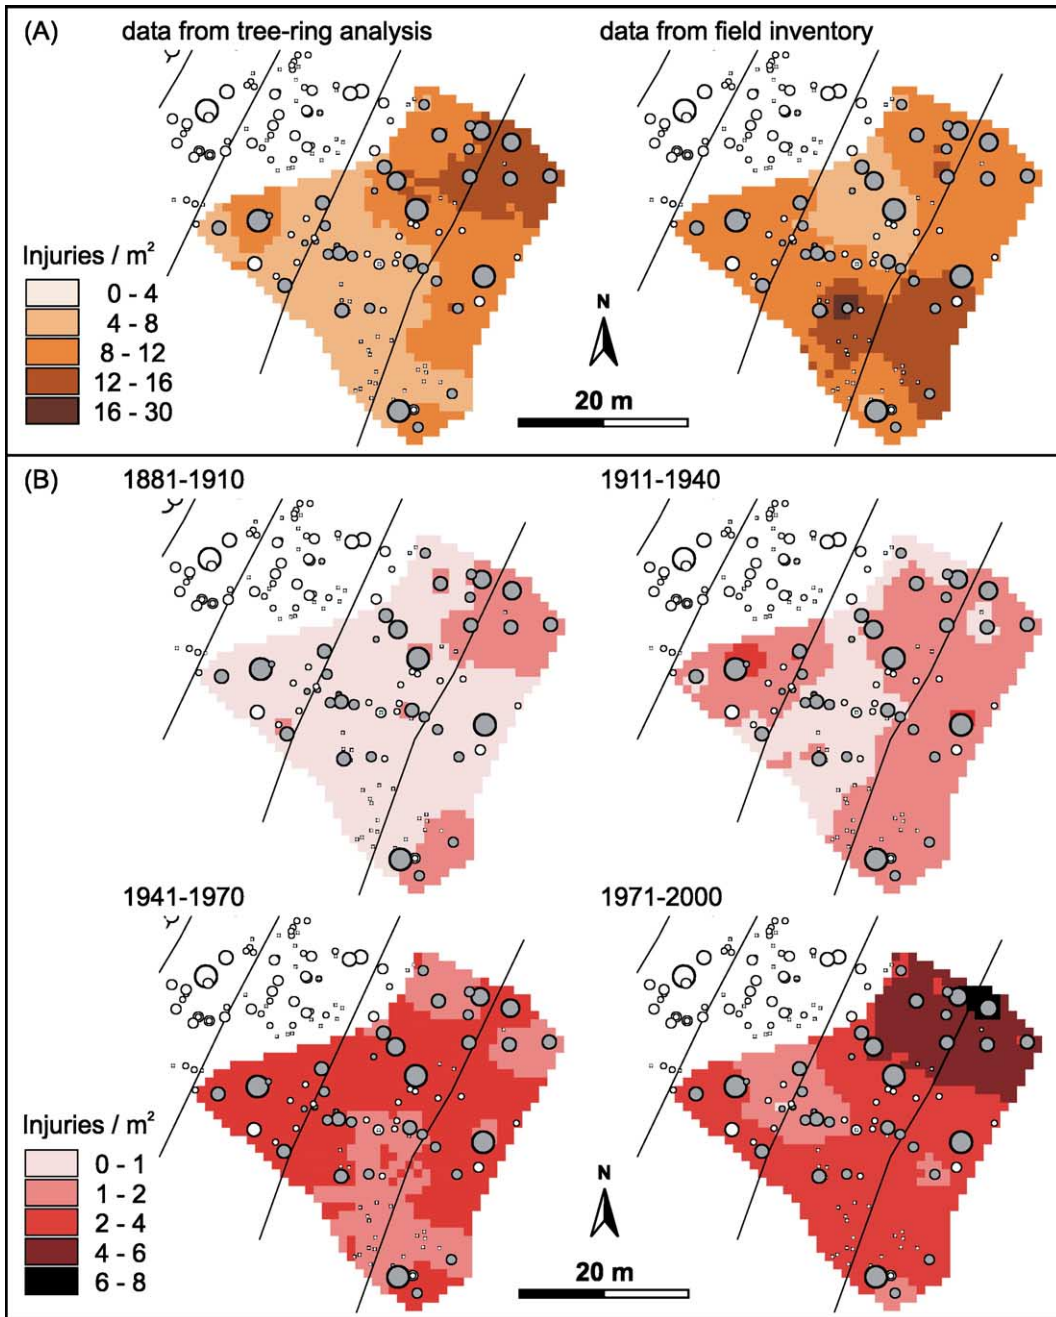 (A)
data from tree-ring analysis
data from field inventory
Injuries / m²
0 - 4
4 - 8
8 - 12
12 - 16
16 - 30
N
20 m
(B)
1881-1910
1911-1940
1941-1970
1971-2000
Injuries / m²
0 - 1
1 - 2
2 - 4
4 - 6
6 - 8
N
20 m